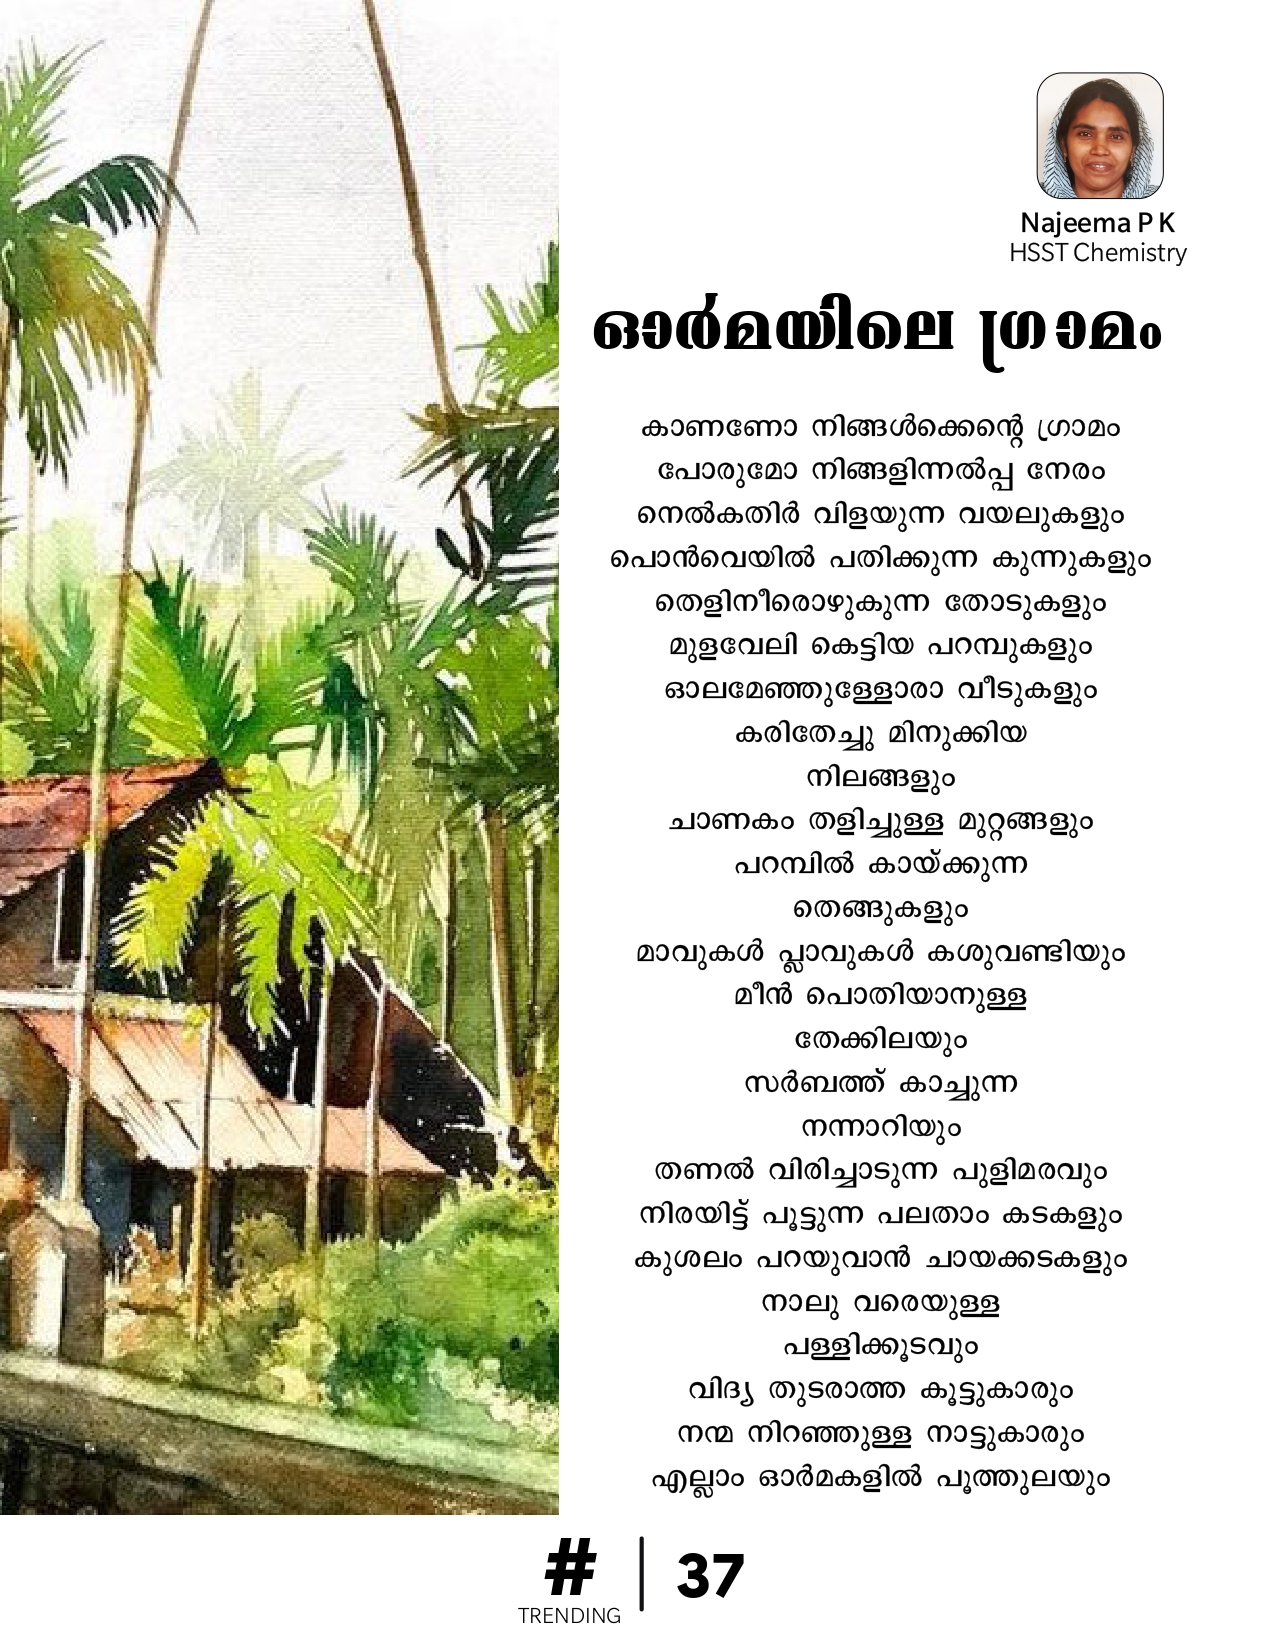 Najeema P K
HSST Chemistry
ഓർമയിലെ ഗ്രാമം
കാണണോ നിങ്ങൾക്കെന്റെ ഗ്രാമം
പോരുമോ നിങ്ങളിന്നൽപ്പ നേരം
നെൽകതിർ വിളയുന്ന വയലുകളും
പൊൻവെയിൽ പതിക്കുന്ന കുന്നുകളും
തെളിനീരൊഴുകുന്ന തോടുകളും
മുളവേലി കെട്ടിയ പറമ്പുകളും
ഓലമേഞ്ഞുള്ളോരാ വീടുകളും
കരിതേച്ചു മിനുക്കിയ
നിലങ്ങളും
ചാണകം തളിച്ചുള്ള മുറ്റങ്ങളും
പറമ്പിൽ കായ്ക്കുന്ന
തെങ്ങുകളും
മാവുകൾ പ്ലാവുകൾ കശുവണ്ടിയും
മീൻ പൊതിയാനുള്ള
തേക്കിലയും
സർബത്ത് കാച്ചുന്ന
നന്നാറിയും
തണൽ വിരിച്ചാടുന്ന പുളിമരവും
നിരയിട്ട് പൂട്ടുന്ന പലതാം കടകളും
കുശലം പറയുവാൻ ചായക്കടകളും
നാലു വരെയുള്ള
പള്ളിക്കൂടവും
വിദ്യ തുടരാത്ത കൂട്ടുകാരും
നന്മ നിറഞ്ഞുള്ള നാട്ടുകാരും
എല്ലാം ഓർമകളിൽ പൂത്തുലയും
#
TRENDING
37